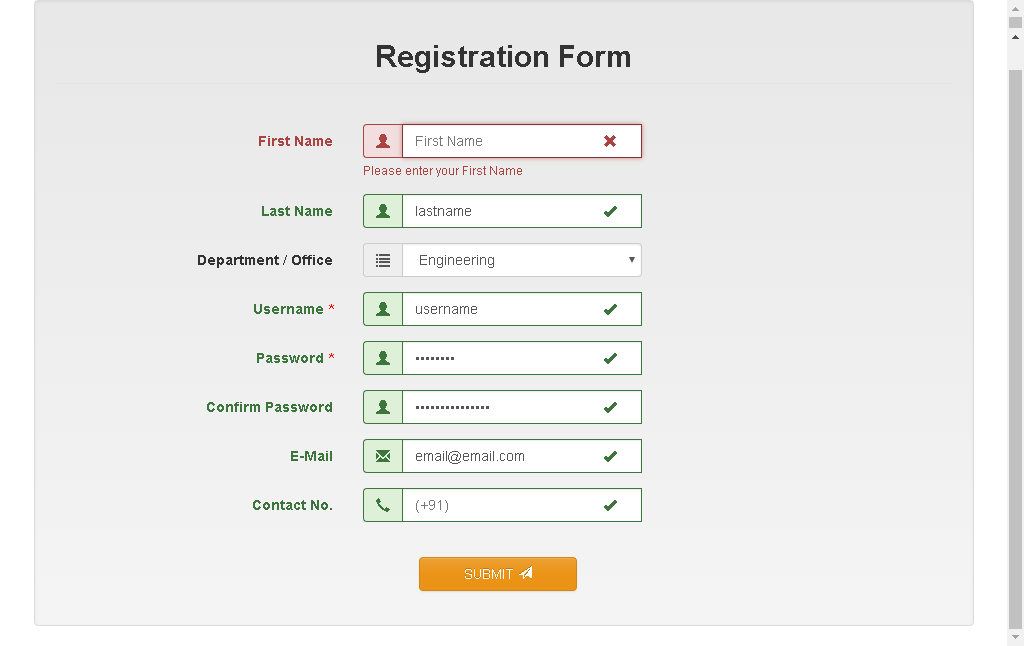 Registration Form
First Name First Name
Please enter your First Name
Last Name lastname
Department / Office Engineering
Username * username
Password * ••••••••
Confirm Password •••••••••••••••
E-Mail email@email.com
Contact No. (+91)
SUBMIT